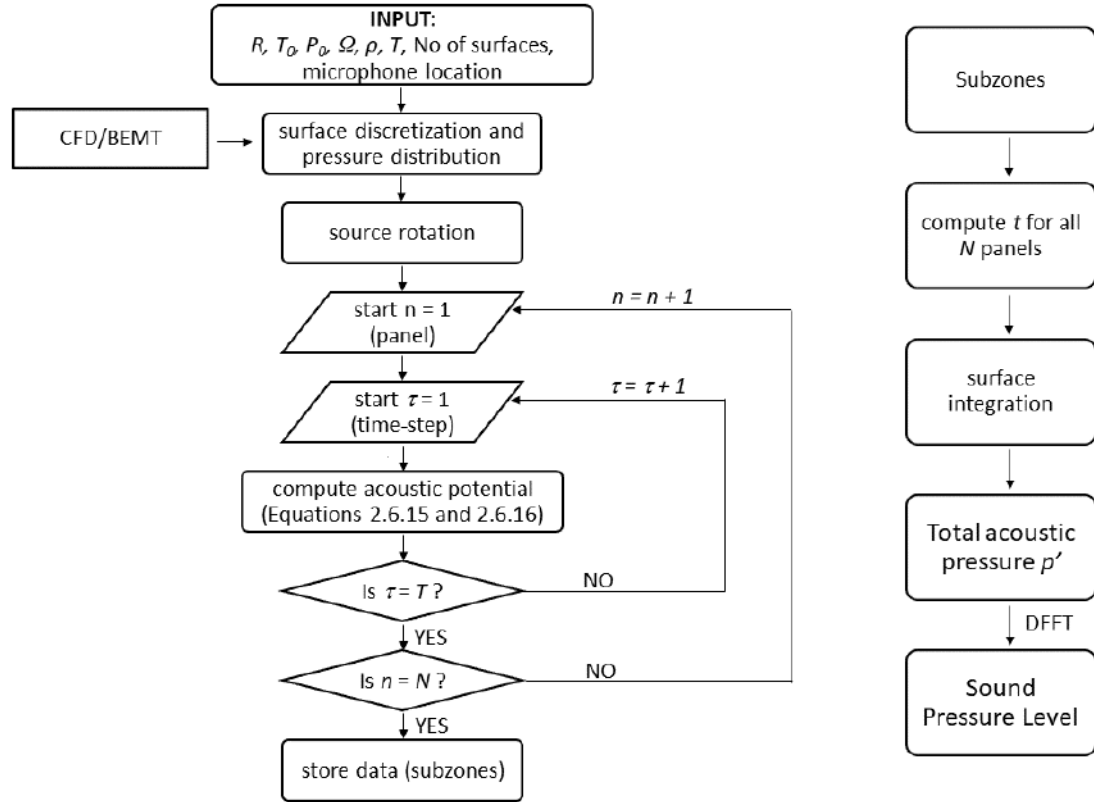 INPUT:
R, T₀, P₀, Ω, ρ, T, No of surfaces,
microphone location
CFD/BEMT
surface discretization and
pressure distribution
source rotation
start n = 1
(panel)
n = n + 1
start τ = 1
(time-step)
τ = τ + 1
compute acoustic potential
(Equations 2.6.15 and 2.6.16)
Is τ = T ?
NO
YES
Is n = N ?
NO
YES
store data (subzones)
Subzones
compute t for all
N panels
surface
integration
Total acoustic
pressure p′
DFFT
Sound
Pressure Level